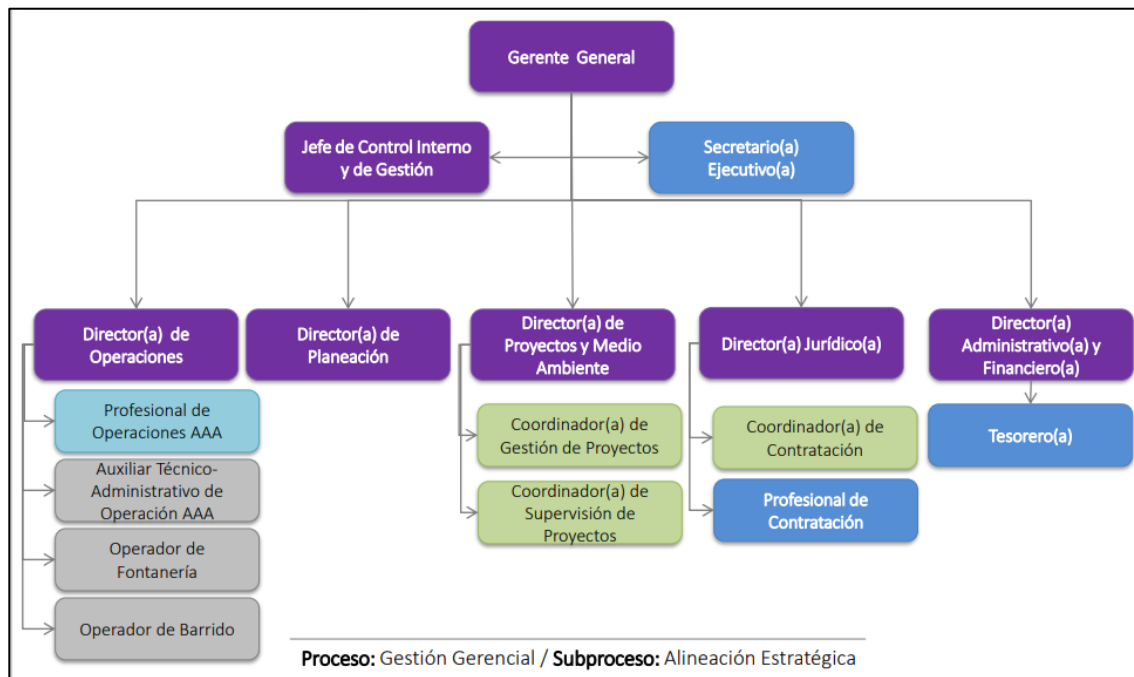 Gerente General
Jefe de Control Interno
y de Gestión
Secretario(a)
Ejecutivo(a)
Director(a) de
Operaciones
Director(a) de
Planeación
Director(a) de
Proyectos y Medio
Ambiente
Director(a) Jurídico(a)
Director(a)
Administrativo(a) y
Financiero(a)
Profesional de
Operaciones AAA
Auxiliar Técnico-
Administrativo de
Operación AAA
Operador de
Fontanería
Operador de Barrido
Coordinador(a) de
Gestión de Proyectos
Coordinador(a) de
Supervisión de
Proyectos
Coordinador(a) de
Contratación
Profesional de
Contratación
Tesorero(a)
Proceso: Gestión Gerencial / Subproceso: Alineación Estratégica